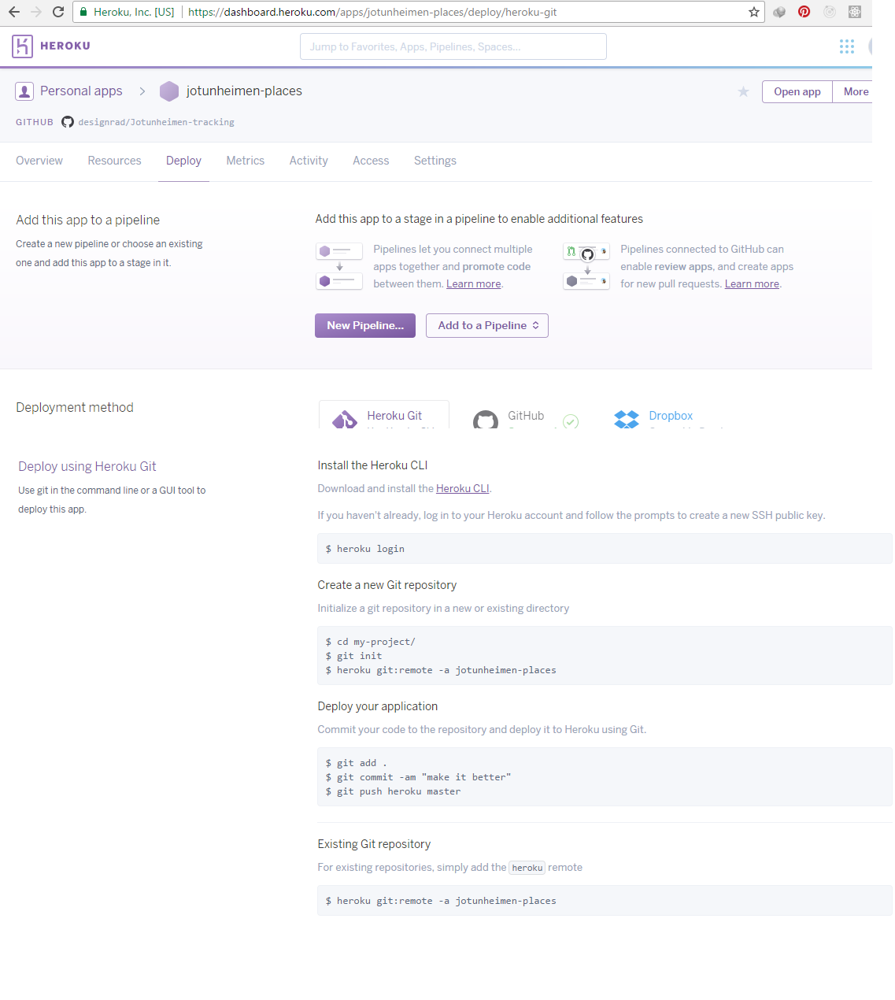 Heroku, Inc. [US] https://dashboard.heroku.com/apps/jotunheimen-places/deploy/heroku-git
HEROKU
Jump to Favorites, Apps, Pipelines, Spaces...
Personal apps > jotunheimen-places
Open app
More
GITHUB designrad/Jotunheimen-tracking
Overview Resources Deploy Metrics Activity Access Settings
Add this app to a pipeline
Create a new pipeline or choose an existing
one and add this app to a stage in it.
Add this app to a stage in a pipeline to enable additional features
Pipelines let you connect multiple
apps together and promote code
between them. Learn more.
Pipelines connected to GitHub can
enable review apps, and create apps
for new pull requests. Learn more.
New Pipeline...
Add to a Pipeline
Deployment method
Heroku Git
GitHub
Dropbox
Deploy using Heroku Git
Use git in the command line or a GUI tool to
deploy this app.
Install the Heroku CLI
Download and install the Heroku CLI.
If you haven't already, log in to your Heroku account and follow the prompts to create a new SSH public key.
$ heroku login
Create a new Git repository
Initialize a git repository in a new or existing directory
$ cd my-project/
$ git init
$ heroku git:remote -a jotunheimen-places
Deploy your application
Commit your code to the repository and deploy it to Heroku using Git.
$ git add .
$ git commit -am "make it better"
$ git push heroku master
Existing Git repository
For existing repositories, simply add the heroku remote
$ heroku git:remote -a jotunheimen-places